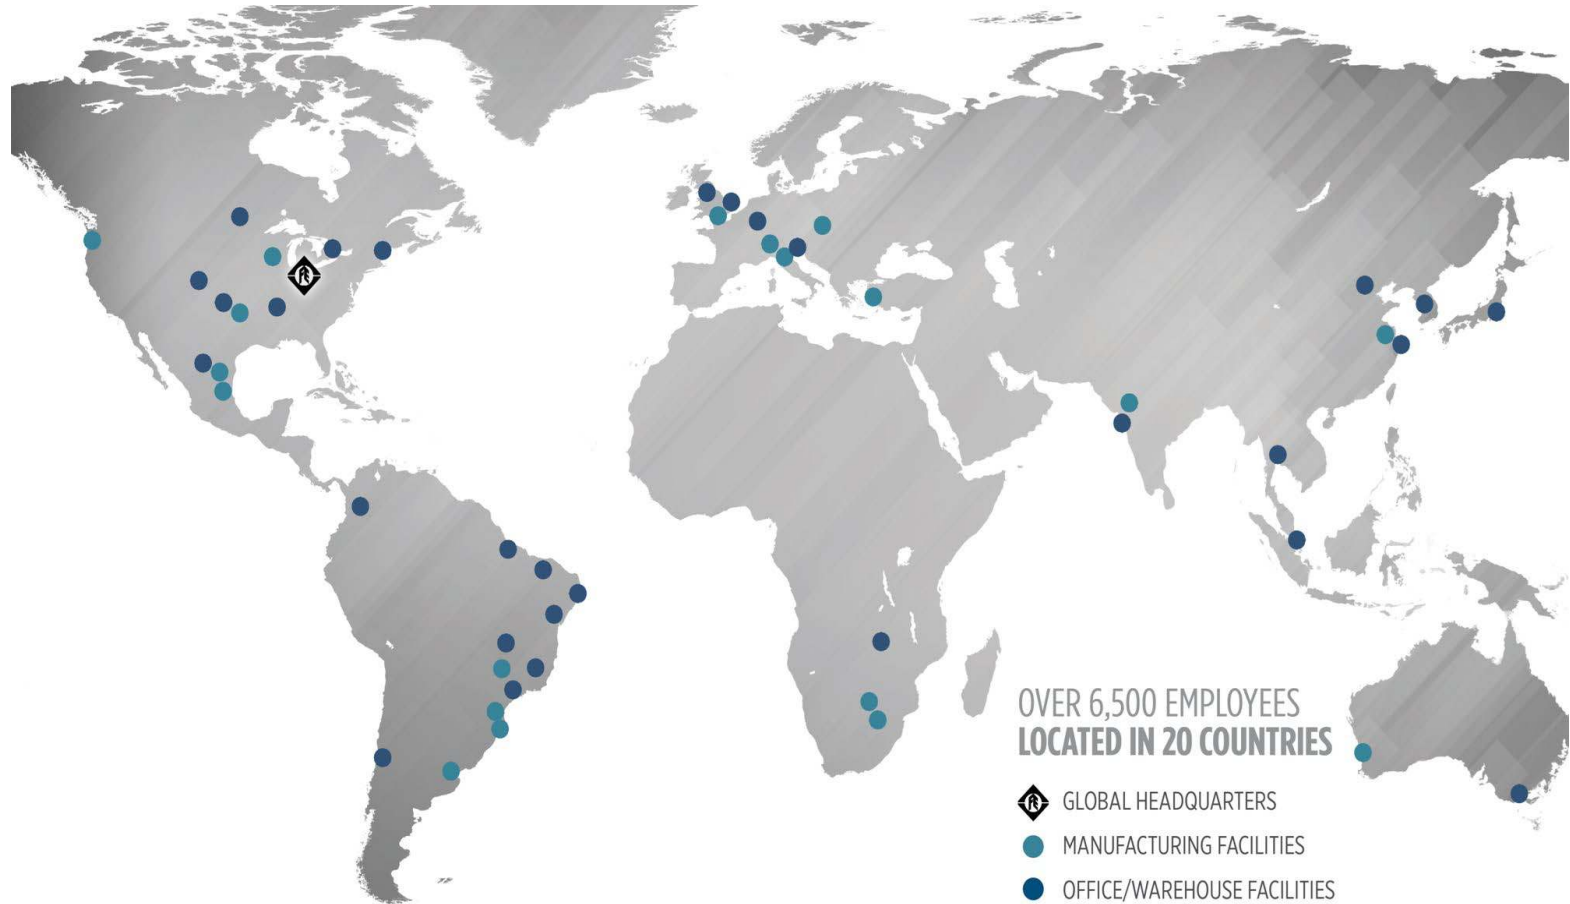 OVER 6,500 EMPLOYEES
LOCATED IN 20 COUNTRIES
GLOBAL HEADQUARTERS
MANUFACTURING FACILITIES
OFFICE/WAREHOUSE FACILITIES